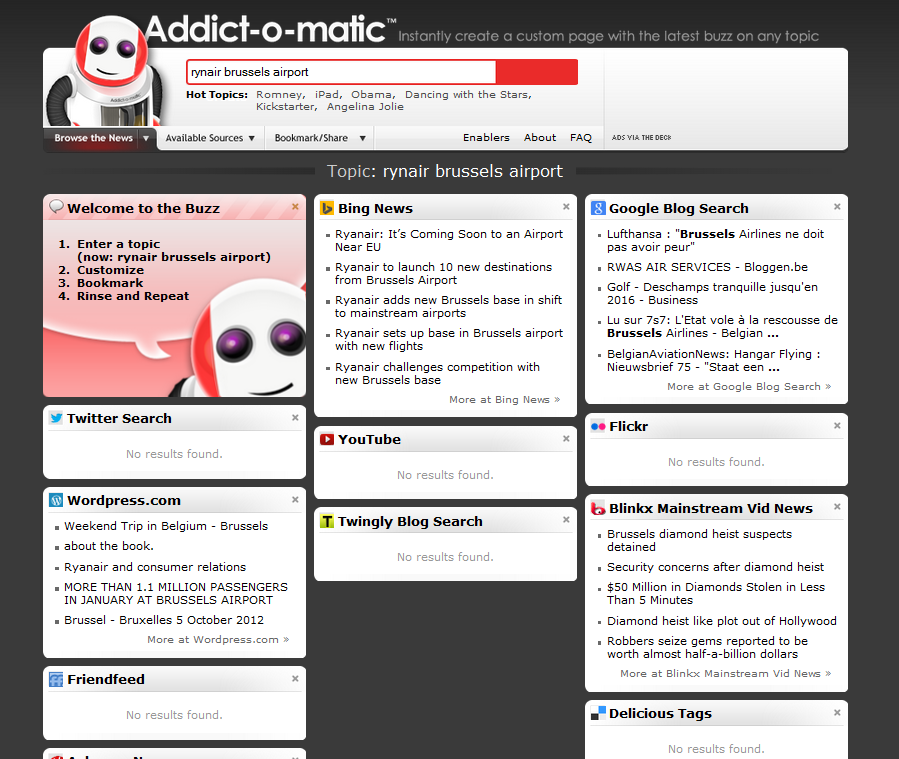 Addict-o-matic™ Instantly create a custom page with the latest buzz on any topic
rynair brussels airport
Hot Topics: Romney, iPad, Obama, Dancing with the Stars,
Kickstarter, Angelina Jolie
Browse the News Available Sources Bookmark/Share Enablers About FAQ ADS VIA THE DECK
Topic: rynair brussels airport
Welcome to the Buzz
1. Enter a topic
(now: rynair brussels airport)
2. Customize
3. Bookmark
4. Rinse and Repeat
Twitter Search
No results found.
Wordpress.com
Weekend Trip in Belgium - Brussels
about the book.
Ryanair and consumer relations
MORE THAN 1.1 MILLION PASSENGERS
IN JANUARY AT BRUSSELS AIRPORT
Brussel - Bruxelles 5 October 2012
More at Wordpress.com »
Friendfeed
No results found.
Bing News
Ryanair: It’s Coming Soon to an Airport
Near EU
Ryanair to launch 10 new destinations
from Brussels Airport
Ryanair adds new Brussels base in shift
to mainstream airports
Ryanair sets up base in Brussels airport
with new flights
Ryanair challenges competition with
new Brussels base
More at Bing News »
YouTube
No results found.
Twingly Blog Search
No results found.
Google Blog Search
Lufthansa : "Brussels Airlines ne doit
pas avoir peur"
RWAS AIR SERVICES - Bloggen.be
Golf - Deschamps tranquille jusqu'en
2016 - Business
Lu sur 7s7: L'Etat vole à la rescousse de
Brussels Airlines - Belgian ...
BelgianAviationNews: Hangar Flying :
Nieuwsbrief 75 - "Staat een ...
More at Google Blog Search »
Flickr
No results found.
Blinkx Mainstream Vid News
Brussels diamond heist suspects
detained
Security concerns after diamond heist
$50 Million in Diamonds Stolen in Less
Than 5 Minutes
Diamond heist like plot out of Hollywood
Robbers seize gems reported to be
worth almost half-a-billion dollars
More at Blinkx Mainstream Vid News »
Delicious Tags
No results found.